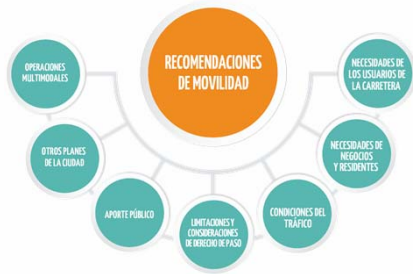 RECOMENDACIONES
DE MOVILIDAD
OPERACIONES
MULTIMODALES
OTROS PLANES
DE LA CIUDAD
APORTE PÚBLICO
LIMITACIONES Y
CONSIDERACIONES
DE DERECHO DE PASO
CONDICIONES DEL
TRÁFICO
NECESIDADES DE
NEGOCIOS
Y RESIDENTES
NECESIDADES DE
LOS USUARIOS DE
LA CARRETERA